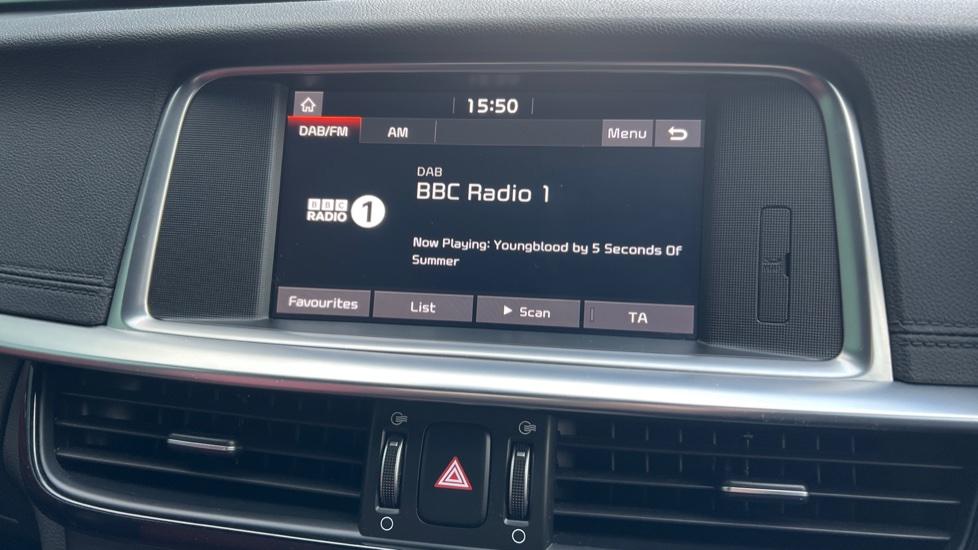 15:50
DAB/FM AM Menu
DAB
BBC Radio 1
BBC
RADIO 1
Now Playing: Youngblood by 5 Seconds Of
Summer
Favourites List Scan TA